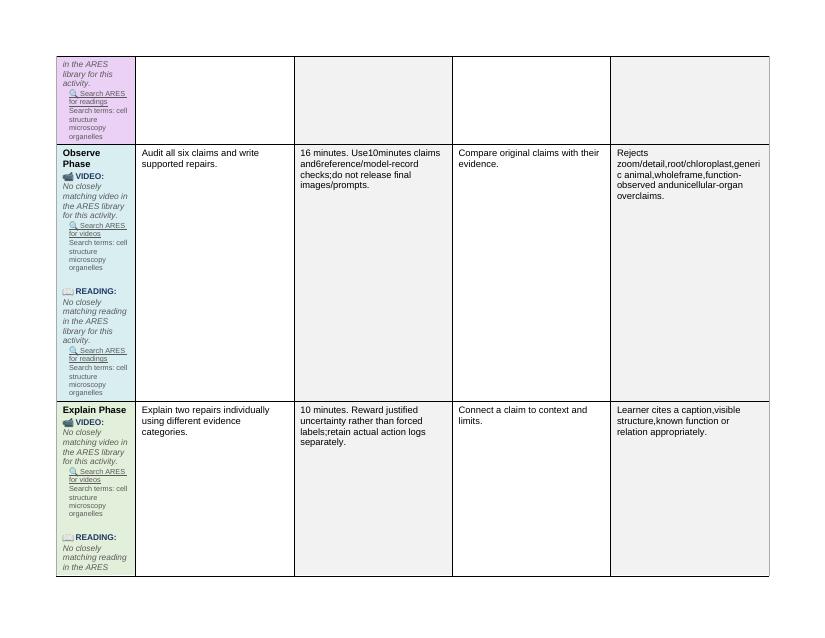 in the ARES
library for this
activity.
🔍 Search ARES
for readings
Search terms: cell
structure
microscopy
organelles
Observe
Phase
📹 VIDEO:
No closely
matching video in
the ARES library
for this activity.
🔍 Search ARES
for videos
Search terms: cell
structure
microscopy
organelles
📖 READING:
No closely
matching reading
in the ARES
library for this
activity.
🔍 Search ARES
for readings
Search terms: cell
structure
microscopy
organelles
Audit all six claims and write
supported repairs.
16 minutes. Use10minutes claims
and6reference/model-record
checks;do not release final
images/prompts.
Compare original claims with their
evidence.
Rejects
zoom/detail,root/chloroplast,generi
c animal,wholeframe,function-
observed andunicellular-organ
overclaims.
Explain Phase
📹 VIDEO:
No closely
matching video in
the ARES library
for this activity.
🔍 Search ARES
for videos
Search terms: cell
structure
microscopy
organelles
📖 READING:
No closely
matching reading
in the ARES
Explain two repairs individually
using different evidence
categories.
10 minutes. Reward justified
uncertainty rather than forced
labels;retain actual action logs
separately.
Connect a claim to context and
limits.
Learner cites a caption,visible
structure,known function or
relation appropriately.